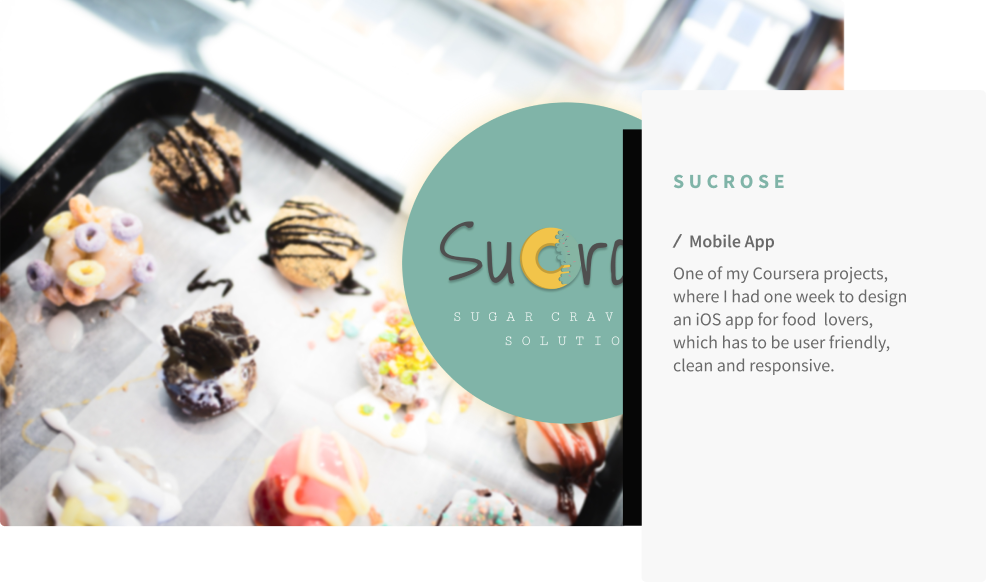 Sucro
SUGAR CRAV
SOLUTIO
SUCROSE
/ Mobile App
One of my Coursera projects,
where I had one week to design
an iOS app for food lovers,
which has to be user friendly,
clean and responsive.